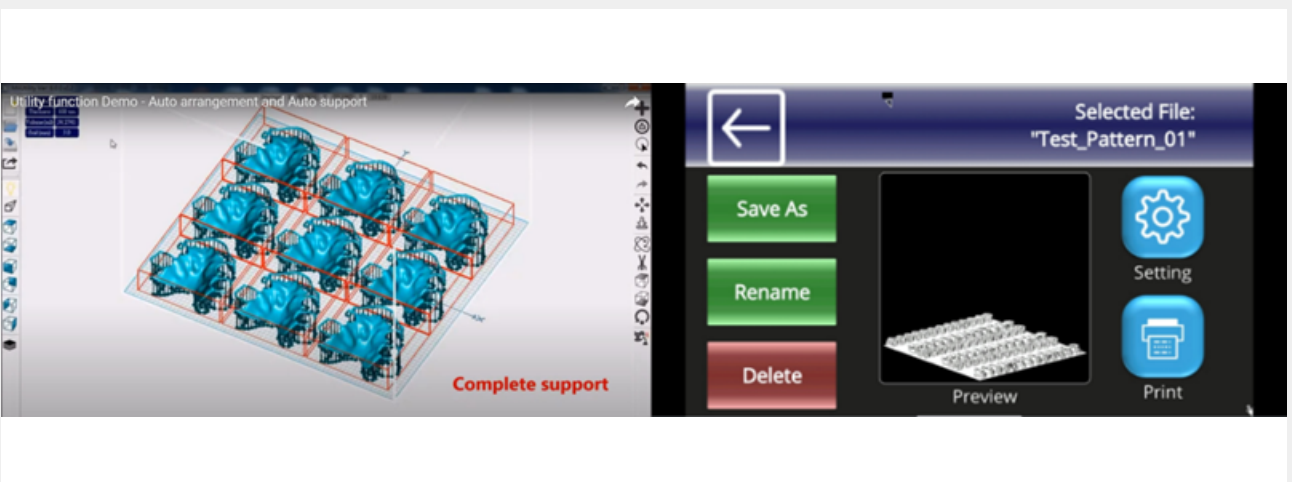 Utility function Demo - Auto arrangement and Auto support
Complete support
Selected File:
"Test_Pattern_01"
Save As
Rename
Delete
Preview
Setting
Print